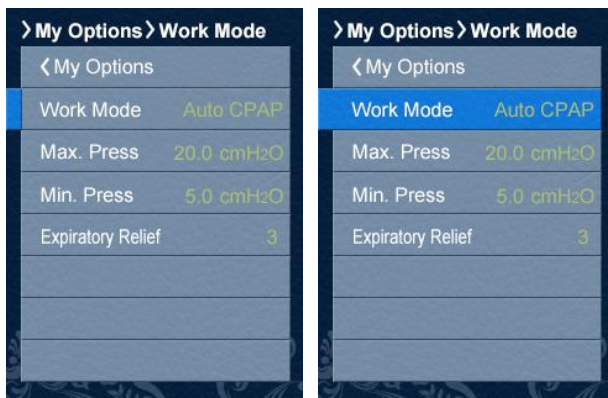 〉My Options〉Work Mode
❮ My Options
Work Mode Auto CPAP
Max. Press 20.0 cmH2O
Min. Press 5.0 cmH2O
Expiratory Relief 3
〉My Options〉Work Mode
❮ My Options
Work Mode Auto CPAP
Max. Press 20.0 cmH2O
Min. Press 5.0 cmH2O
Expiratory Relief 3